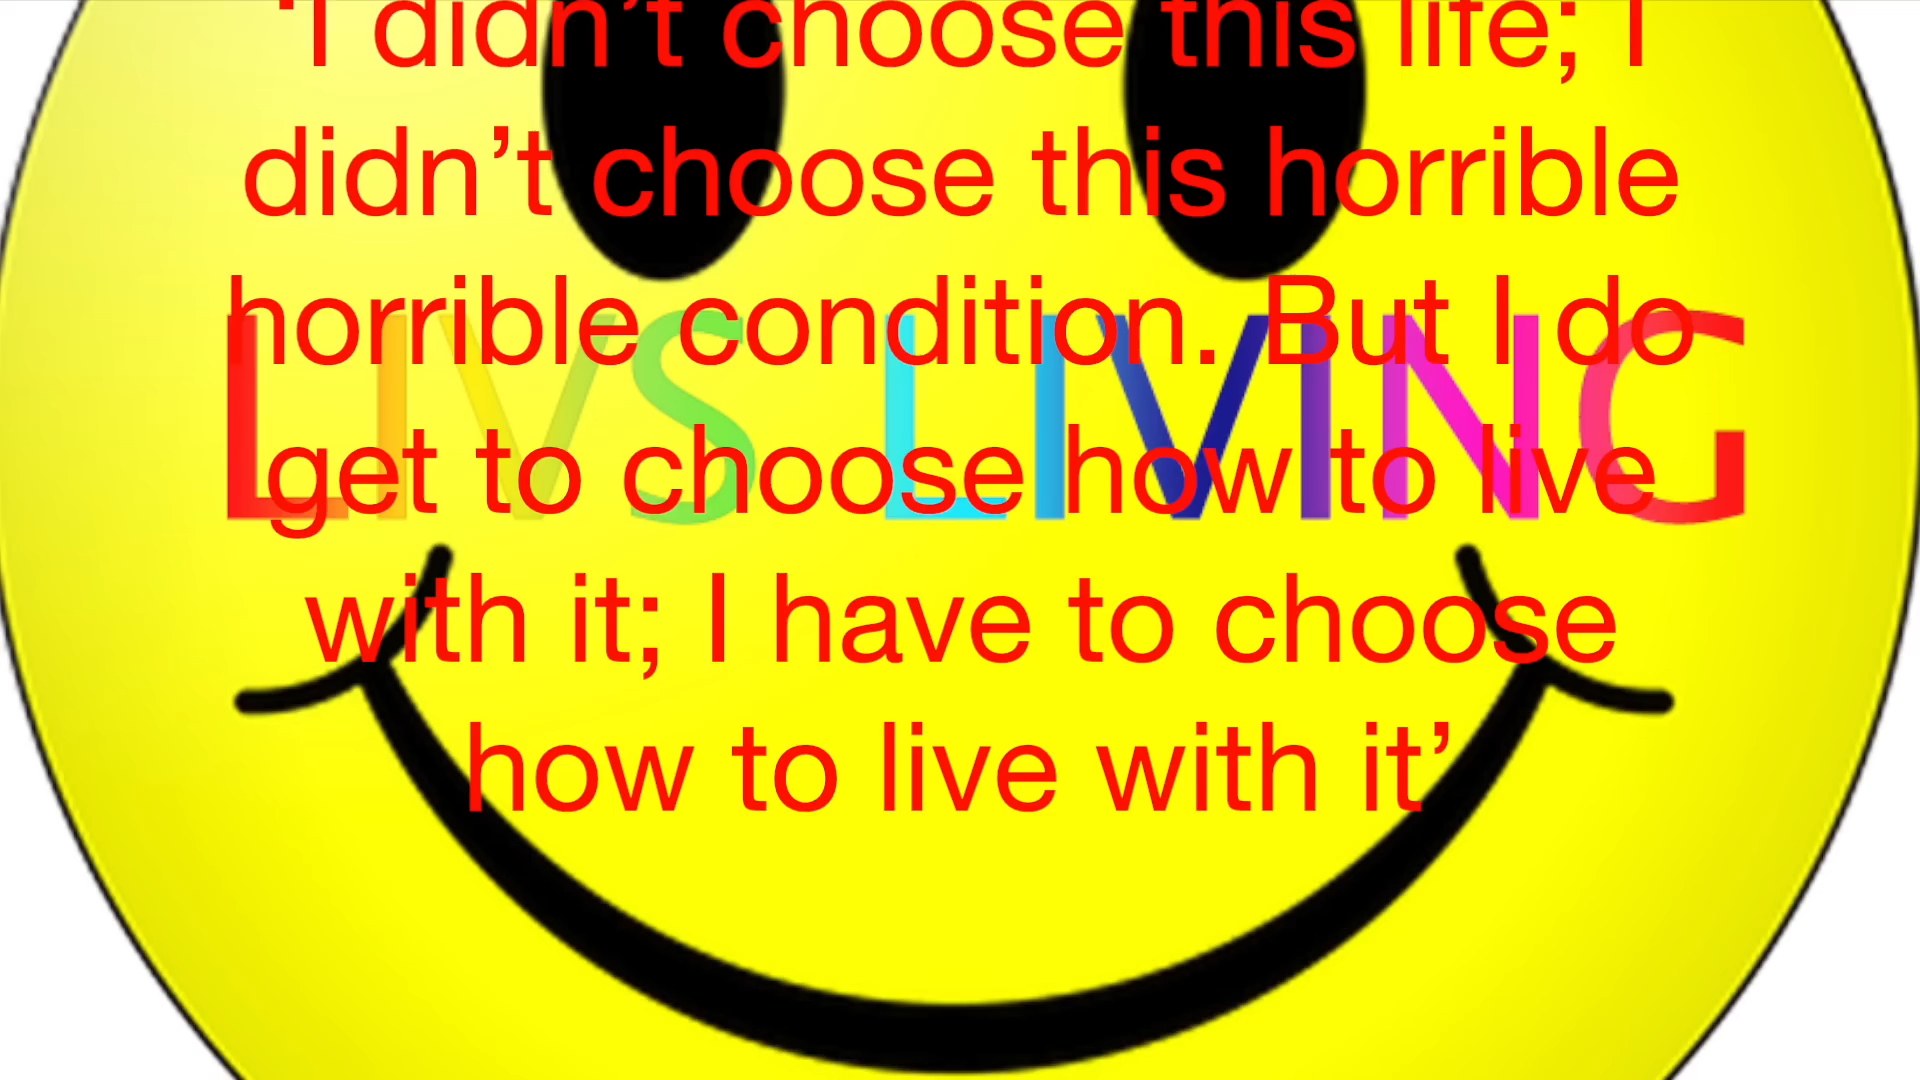 ‘I didn’t choose this life; I
didn’t choose this horrible
horrible condition. But I do
LIVS LIVING
get to choose how to live
with it; I have to choose
how to live with it’